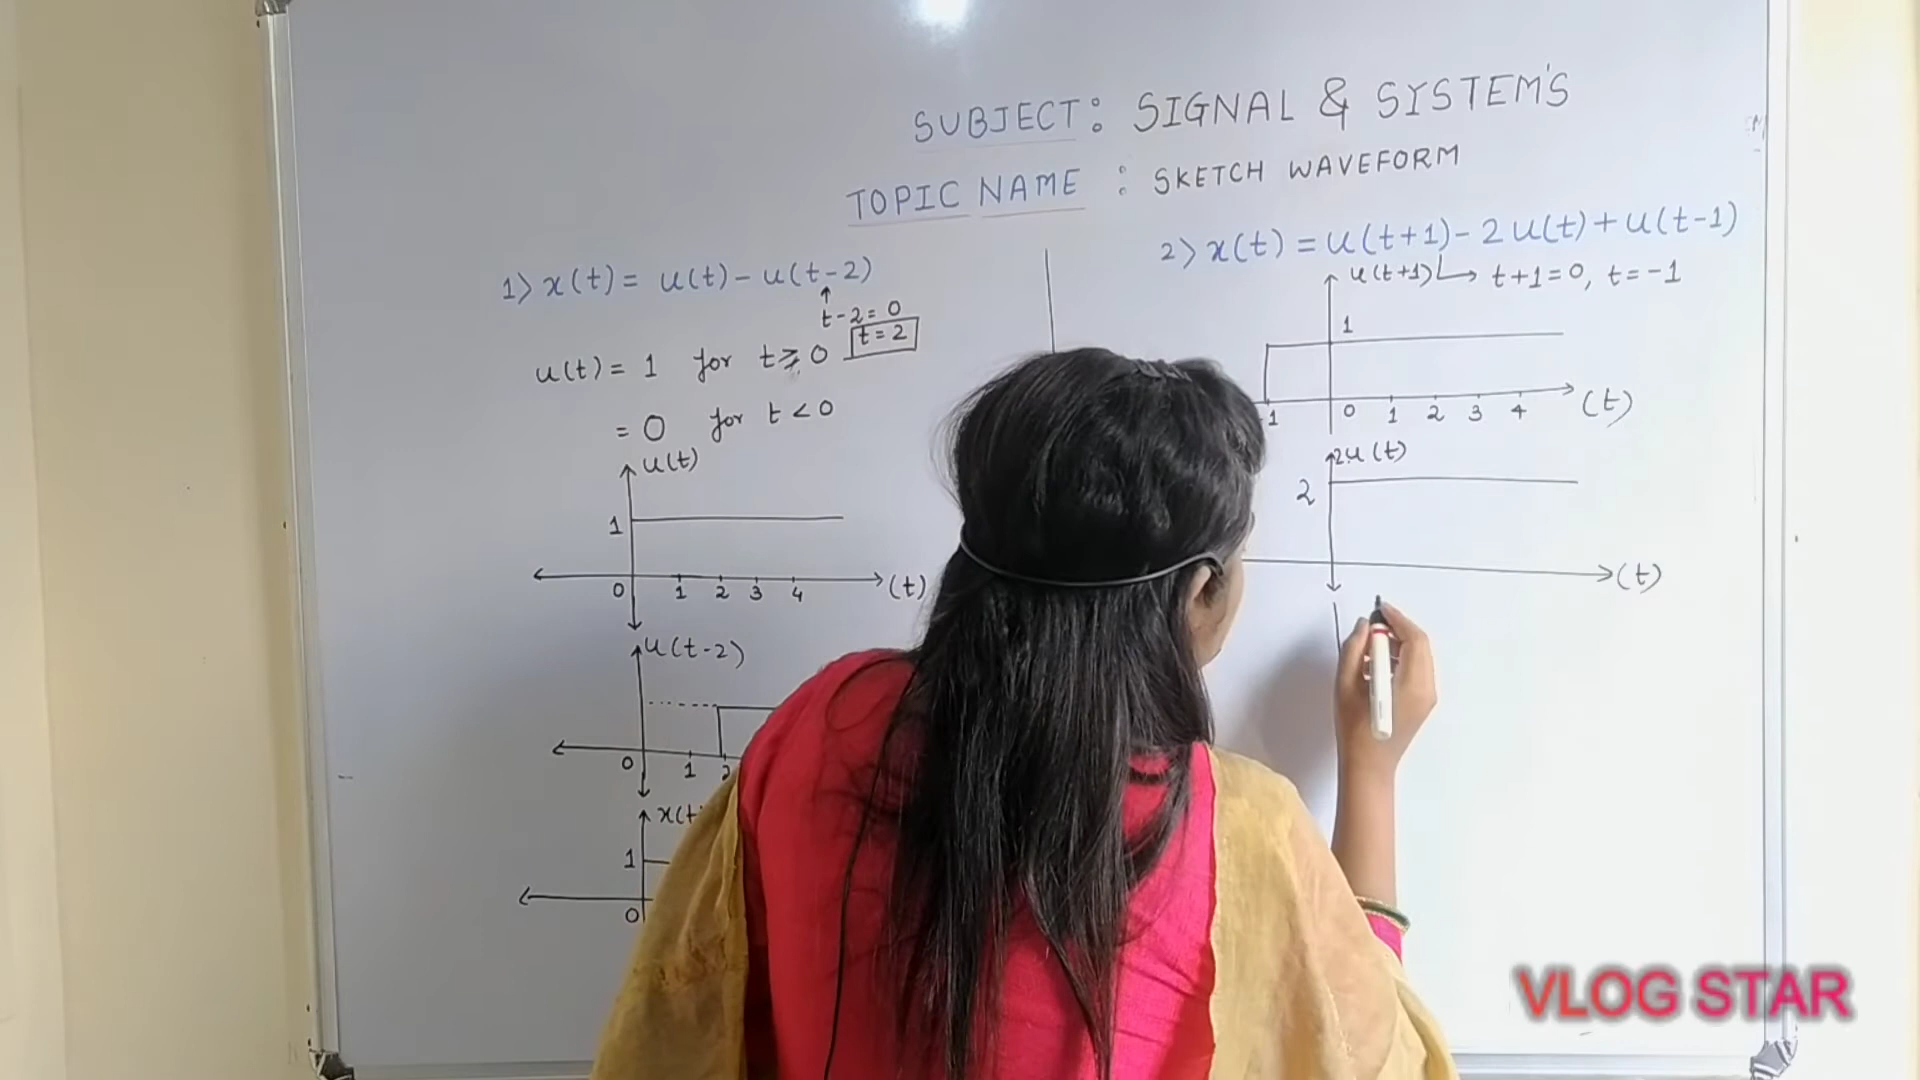 SUBJECT: SIGNAL & SYSTEM'S
TOPIC NAME : SKETCH WAVEFORM
1> x(t) = u(t) - u(t-2)
t-2=0
t=2
u(t) = 1 for t≥0
= 0 for t<0
u(t)
1
0 1 2 3 4 (t)
u(t-2)
0 1 2
x(t
1
0
2> x(t) = u(t+1) - 2u(t) + u(t-1)
u(t+1) → t+1=0, t=-1
1
1 0 1 2 3 4 (t)
2u(t)
2
(t)
VLOG STAR